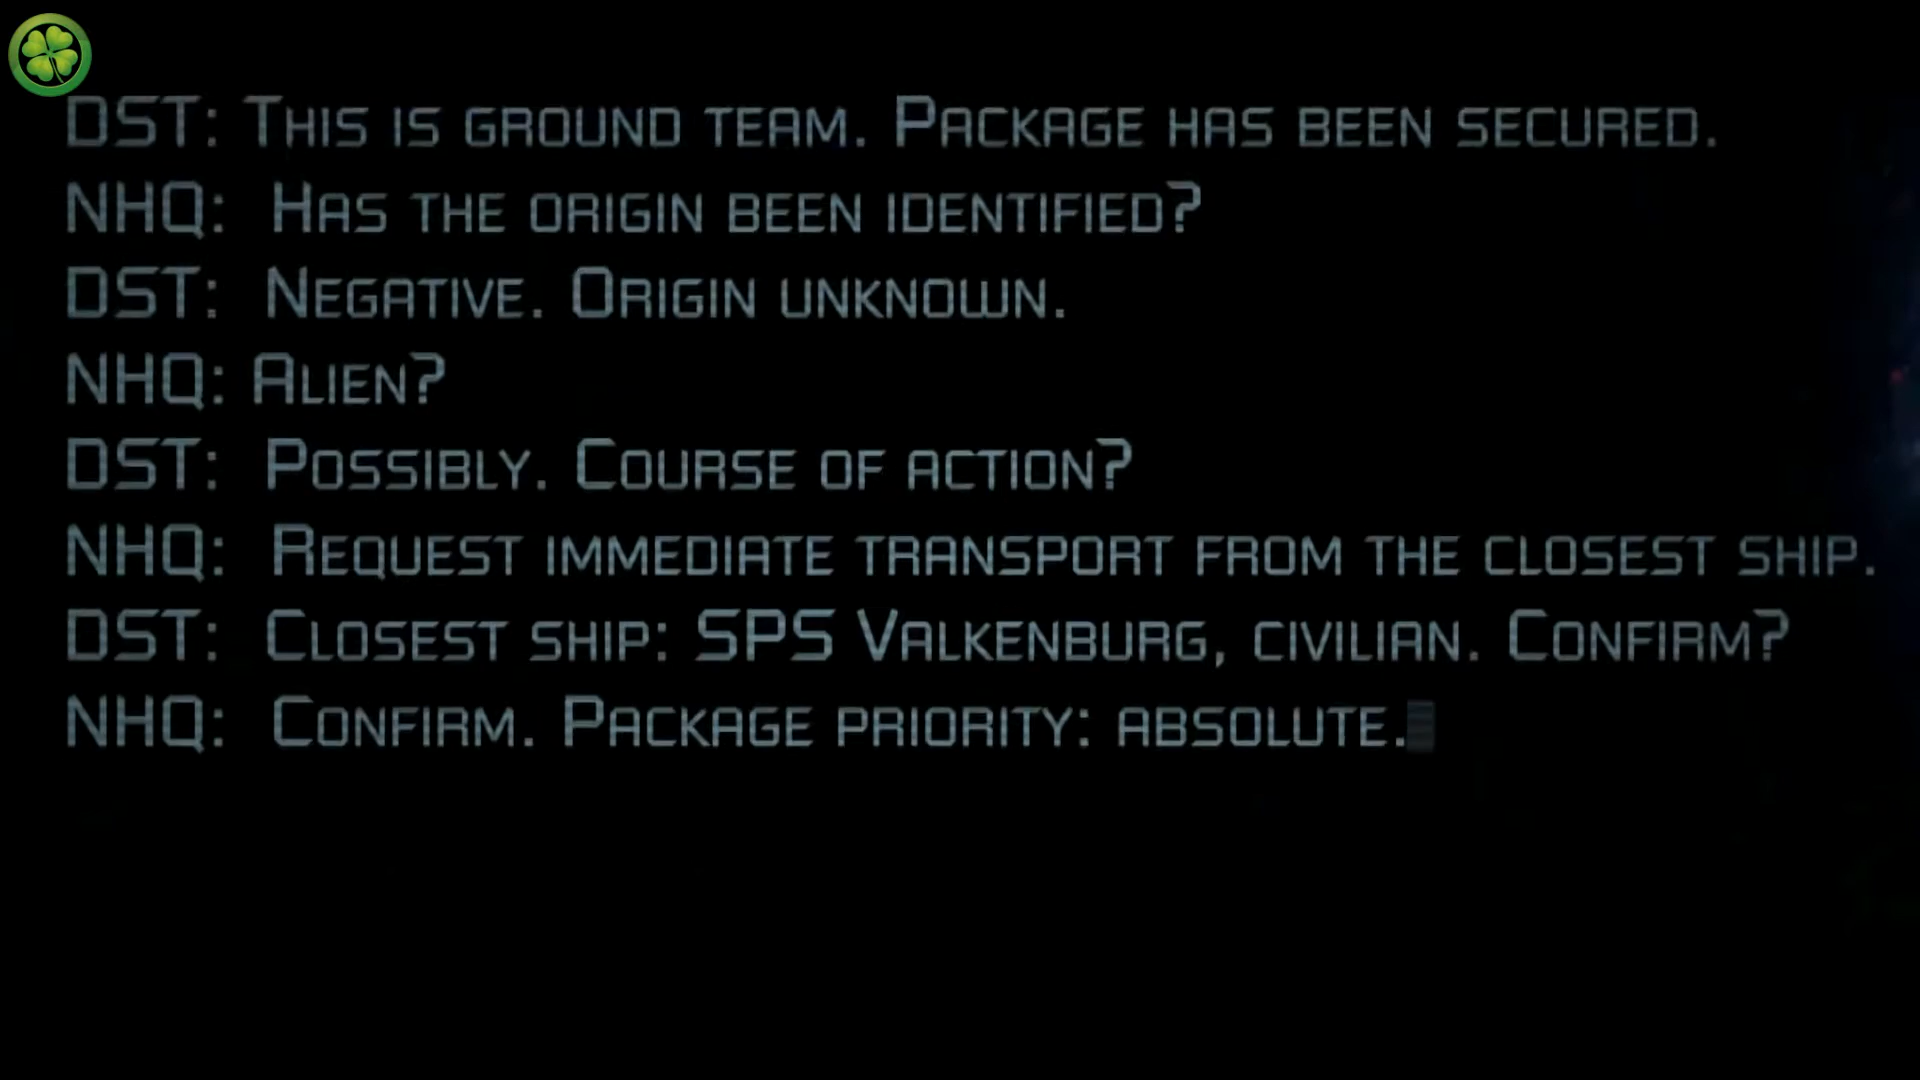 DST: This is ground team. Package has been secured.
NHQ: Has the origin been identified?
DST: Negative. Origin unknown.
NHQ: Alien?
DST: Possibly. Course of action?
NHQ: Request immediate transport from the closest ship.
DST: Closest ship: SPS Valkenburg, civilian. Confirm?
NHQ: Confirm. Package priority: absolute.